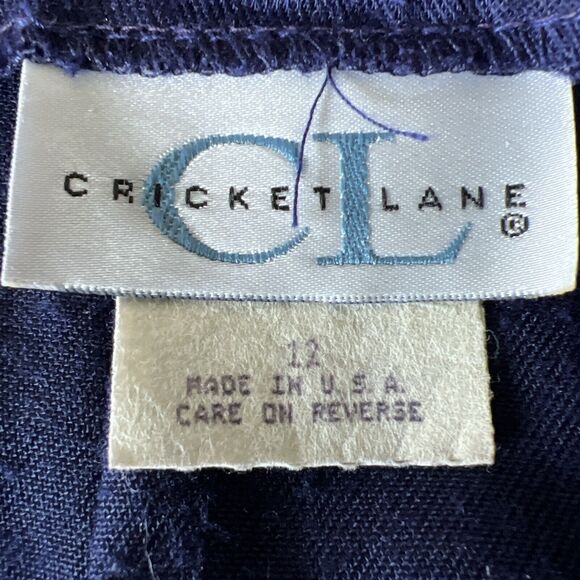 CL
CRICKET LANE®
12
MADE IN U.S.A.
CARE ON REVERSE